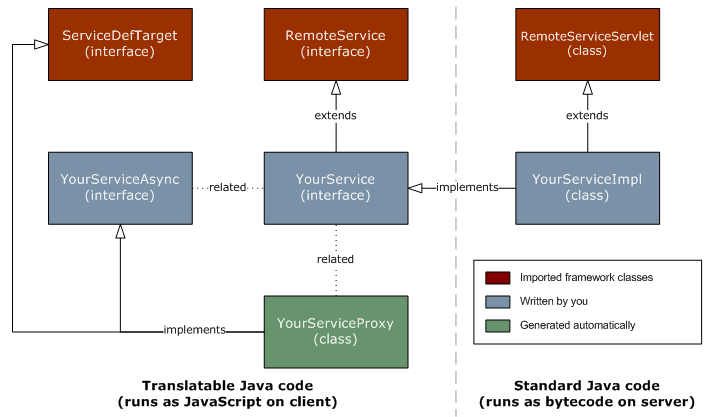 ServiceDefTarget
(interface)
RemoteService
(interface)
RemoteServiceServlet
(class)
extends
extends
YourServiceAsync
(interface)
related
YourService
(interface)
implements
YourServiceImpl
(class)
related
Imported framework classes
Written by you
Generated automatically
implements
YourServiceProxy
(class)
Translatable Java code
(runs as JavaScript on client)
Standard Java code
(runs as bytecode on server)